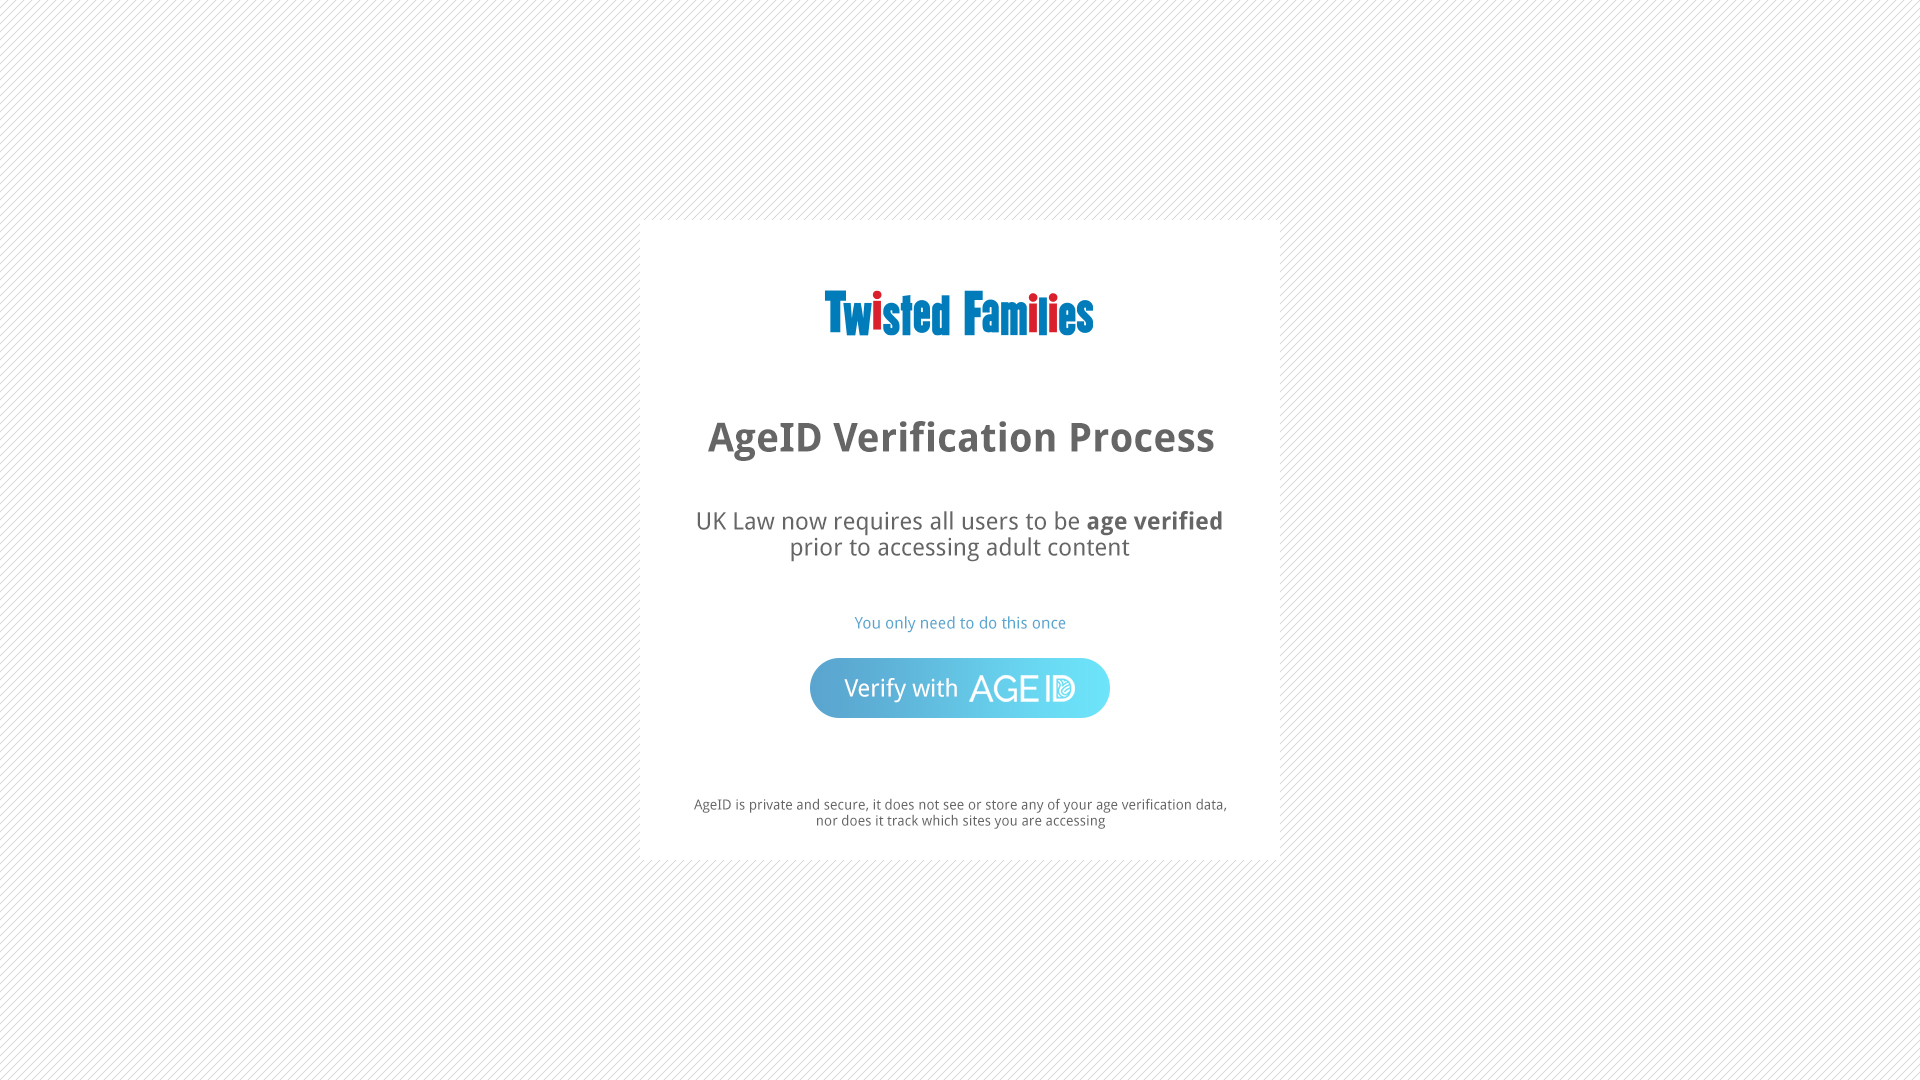 Twisted Families
AgeID Verification Process
UK Law now requires all users to be age verified
prior to accessing adult content
You only need to do this once
Verify with AGE ID
AgeID is private and secure, it does not see or store any of your age verification data,
nor does it track which sites you are accessing